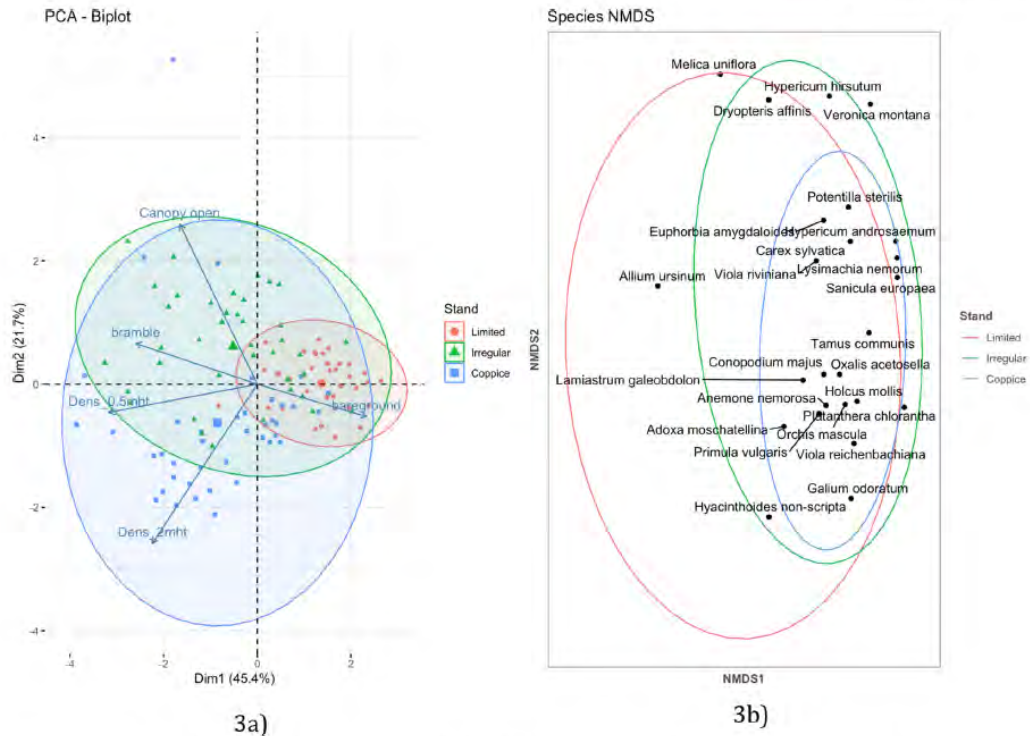 PCA - Biplot
4
2
0
-2
-4
Dim2 (21.7%)
Canopy open
bramble
Dens_0.5mht
bareground
Dens_2mht
-4
-2
0
2
Dim1 (45.4%)
Stand
Limited
Irregular
Coppice
3a)
Species NMDS
Melica uniflora
Hypericum hirsutum
Dryopteris affinis
Veronica montana
Potentilla sterilis
Euphorbia amygdaloides
Hypericum androsaemum
Carex sylvatica
Viola riviniana
Lysimachia nemorum
Allium ursinum
Sanicula europaea
Tamus communis
Conopodium majus
Oxalis acetosella
Lamiastrum galeobdolon
Holcus mollis
Anemone nemorosa
Platanthera chlorantha
Adoxa moschatellina
Orchis mascula
Primula vulgaris
Viola reichenbachiana
Galium odoratum
Hyacinthoides non-scripta
NMDS2
NMDS1
Stand
Limited
Irregular
Coppice
3b)